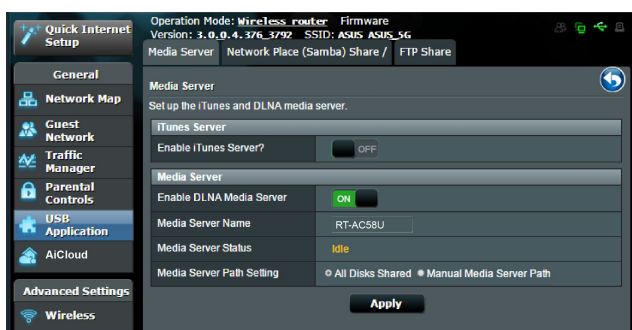 Quick Internet
Setup
General
Network Map
Guest
Network
Traffic
Manager
Parental
Controls
USB
Application
AiCloud
Advanced Settings
Wireless
Operation Mode: Wireless router Firmware
Version: 3.0.0.4.376_3792 SSID: ASUS ASUS_5G
Media Server Network Place (Samba) Share / FTP Share
Media Server
Set up the iTunes and DLNA media server.
iTunes Server
Enable iTunes Server? OFF
Media Server
Enable DLNA Media Server ON
Media Server Name RT-AC58U
Media Server Status Idle
Media Server Path Setting All Disks Shared Manual Media Server Path
Apply